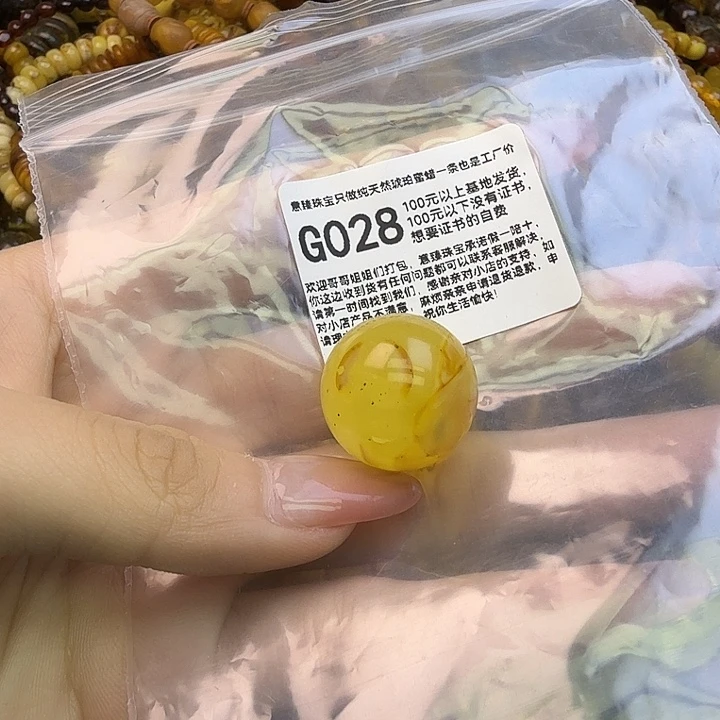 意臻珠宝只做纯天然琥珀蜜蜡一条也是工厂价
G028
100元以上基地发货,
100元以下没有证书,
想要证书的自费
欢迎哥哥姐姐们打包。 意臻珠宝承诺假一赔十,
你这边收到货有任何问题都可以联系客服解决,
请第一时间找到我们, 感谢亲对小店的支持, 如
对小店产品不满意, 麻烦亲亲申请退货退款, 申
请理 祝你生活愉快!